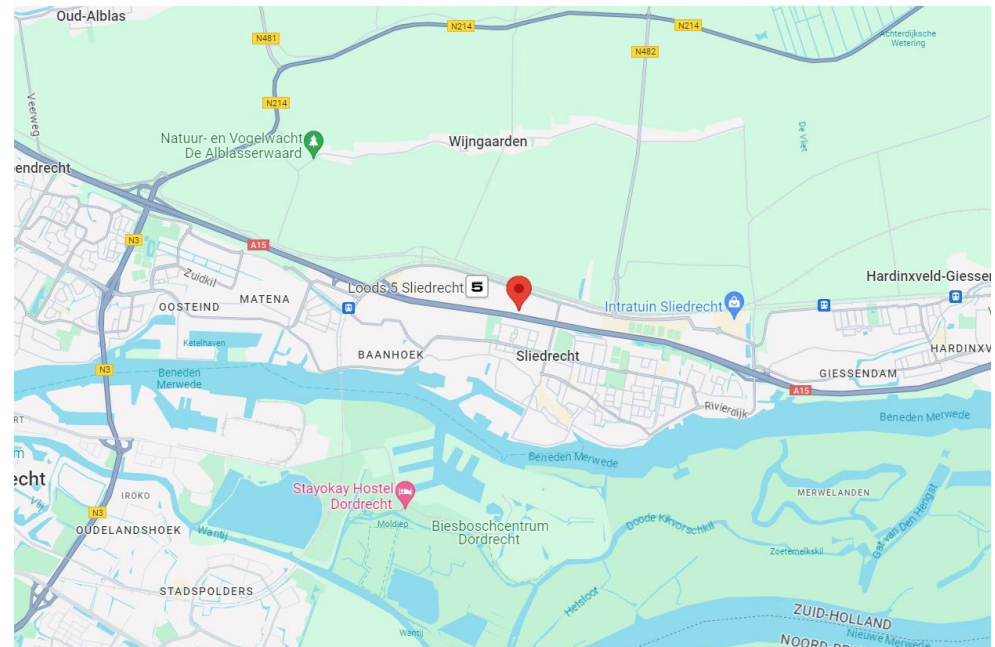 Oud-Alblas
N214
N214
N481
N482
Achterdijksche
Wetering
N214
Veerweg
De Vliet
Natuur- en Vogelwacht
De Alblasserwaard
Wijngaarden
endrecht
N3
A15
Zuidkil
Loods 5 Sliedrecht
5
Hardinxveld-Giessen
OOSTEIND
MATENA
Intratuin Sliedrecht
Ketelhaven
BAANHOEK
Sliedrecht
HARDINXV
N3
Beneden
Merwede
GIESSENDAM
A15
Rivierdijk
Beneden Merwede
RT
Beneden Merwede
echt
Stayokay Hostel
Dordrecht
IROKO
MERWELANDEN
Vlij
N3
Moldiep
Gat van Den Hengst
OUDELANDSHOEK
Wantij
Biesboschcentrum
Dordrecht
Doode Kikvorschkil
Zoetemelkskil
STADSPOLDERS
Helsloot
Wantij
ZUID-HOLLAND
Nieuwe Merwede